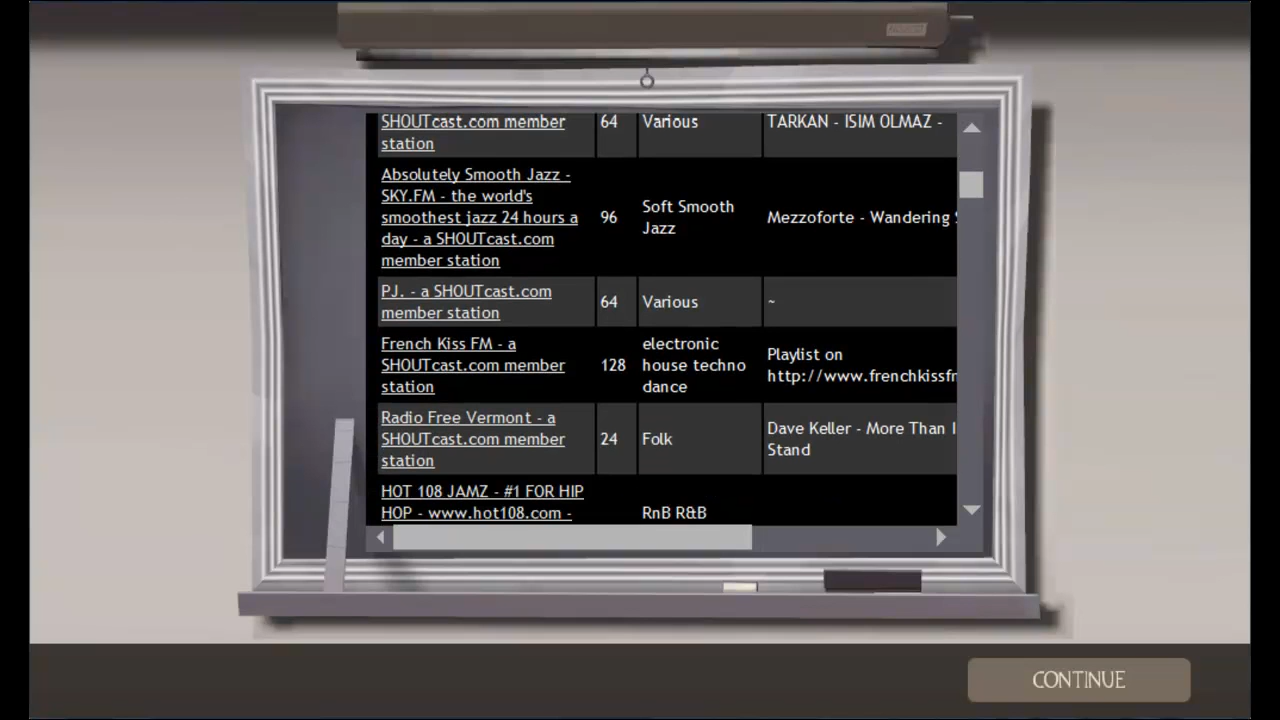 SHOUTcast.com member
station
64
Various
TARKAN - ISIM OLMAZ -
Absolutely Smooth Jazz -
SKY.FM - the world's
smoothest jazz 24 hours a
day - a SHOUTcast.com
member station
96
Soft Smooth
Jazz
Mezzoforte - Wandering
PJ. - a SHOUTcast.com
member station
64
Various
~
French Kiss FM - a
SHOUTcast.com member
station
128
electronic
house techno
dance
Playlist on
http://www.frenchkissfm
Radio Free Vermont - a
SHOUTcast.com member
station
24
Folk
Dave Keller - More Than I
Stand
HOT 108 JAMZ - #1 FOR HIP
HOP - www.hot108.com -
RnB R&B
CONTINUE